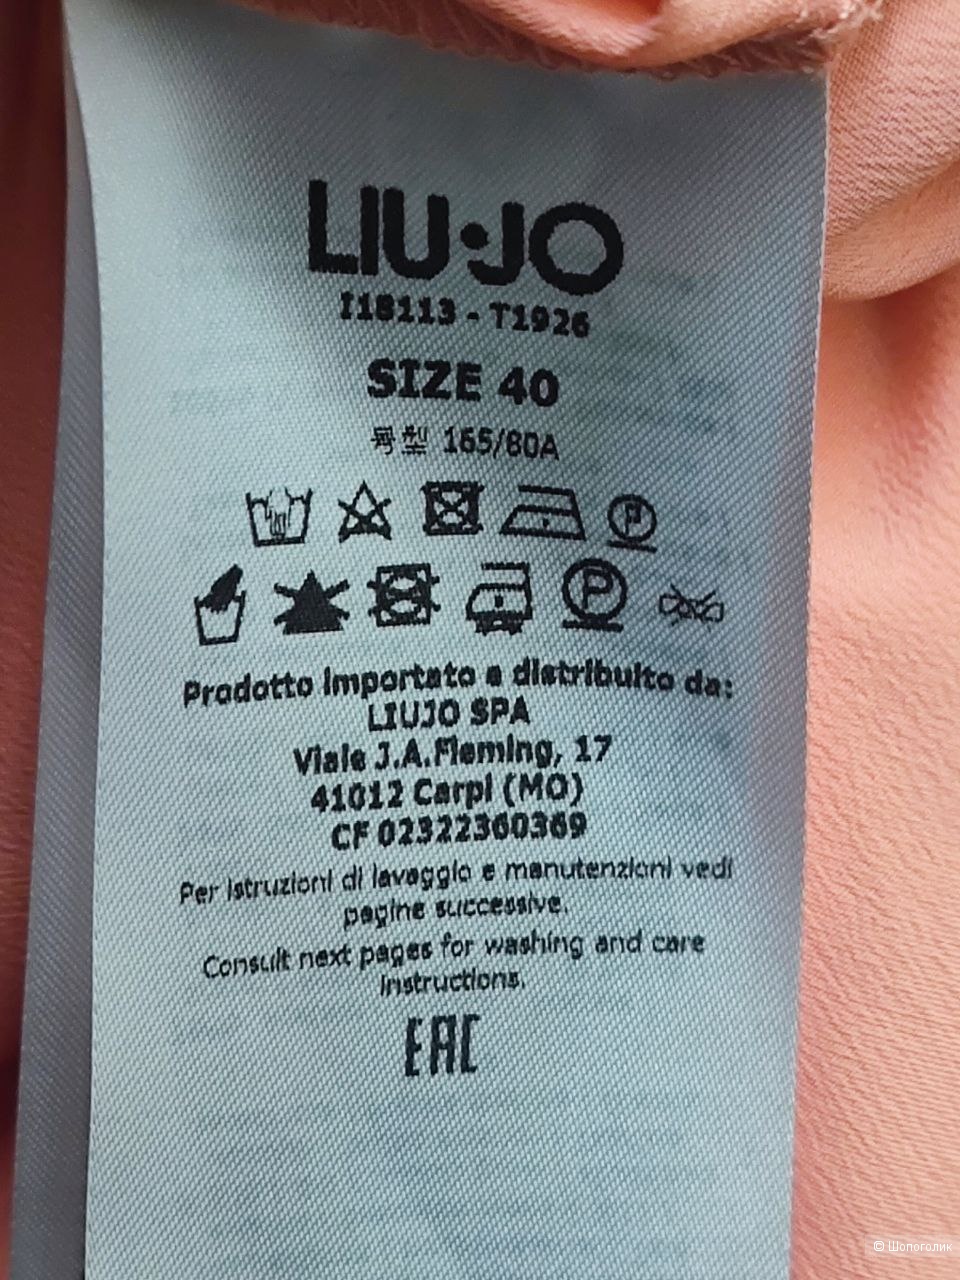 LIU·JO
I18113 - T1926
SIZE 40
号型 165/80A
P
P
Prodotto importato e distribuito da:
LIUJO SPA
Viale J.A.Fleming, 17
41012 Carpi (MO)
CF 02322360369
Per istruzioni di lavaggio e manutenzioni vedi
pagine successive.
Consult next pages for washing and care
instructions.
EAC
© Шопоголик